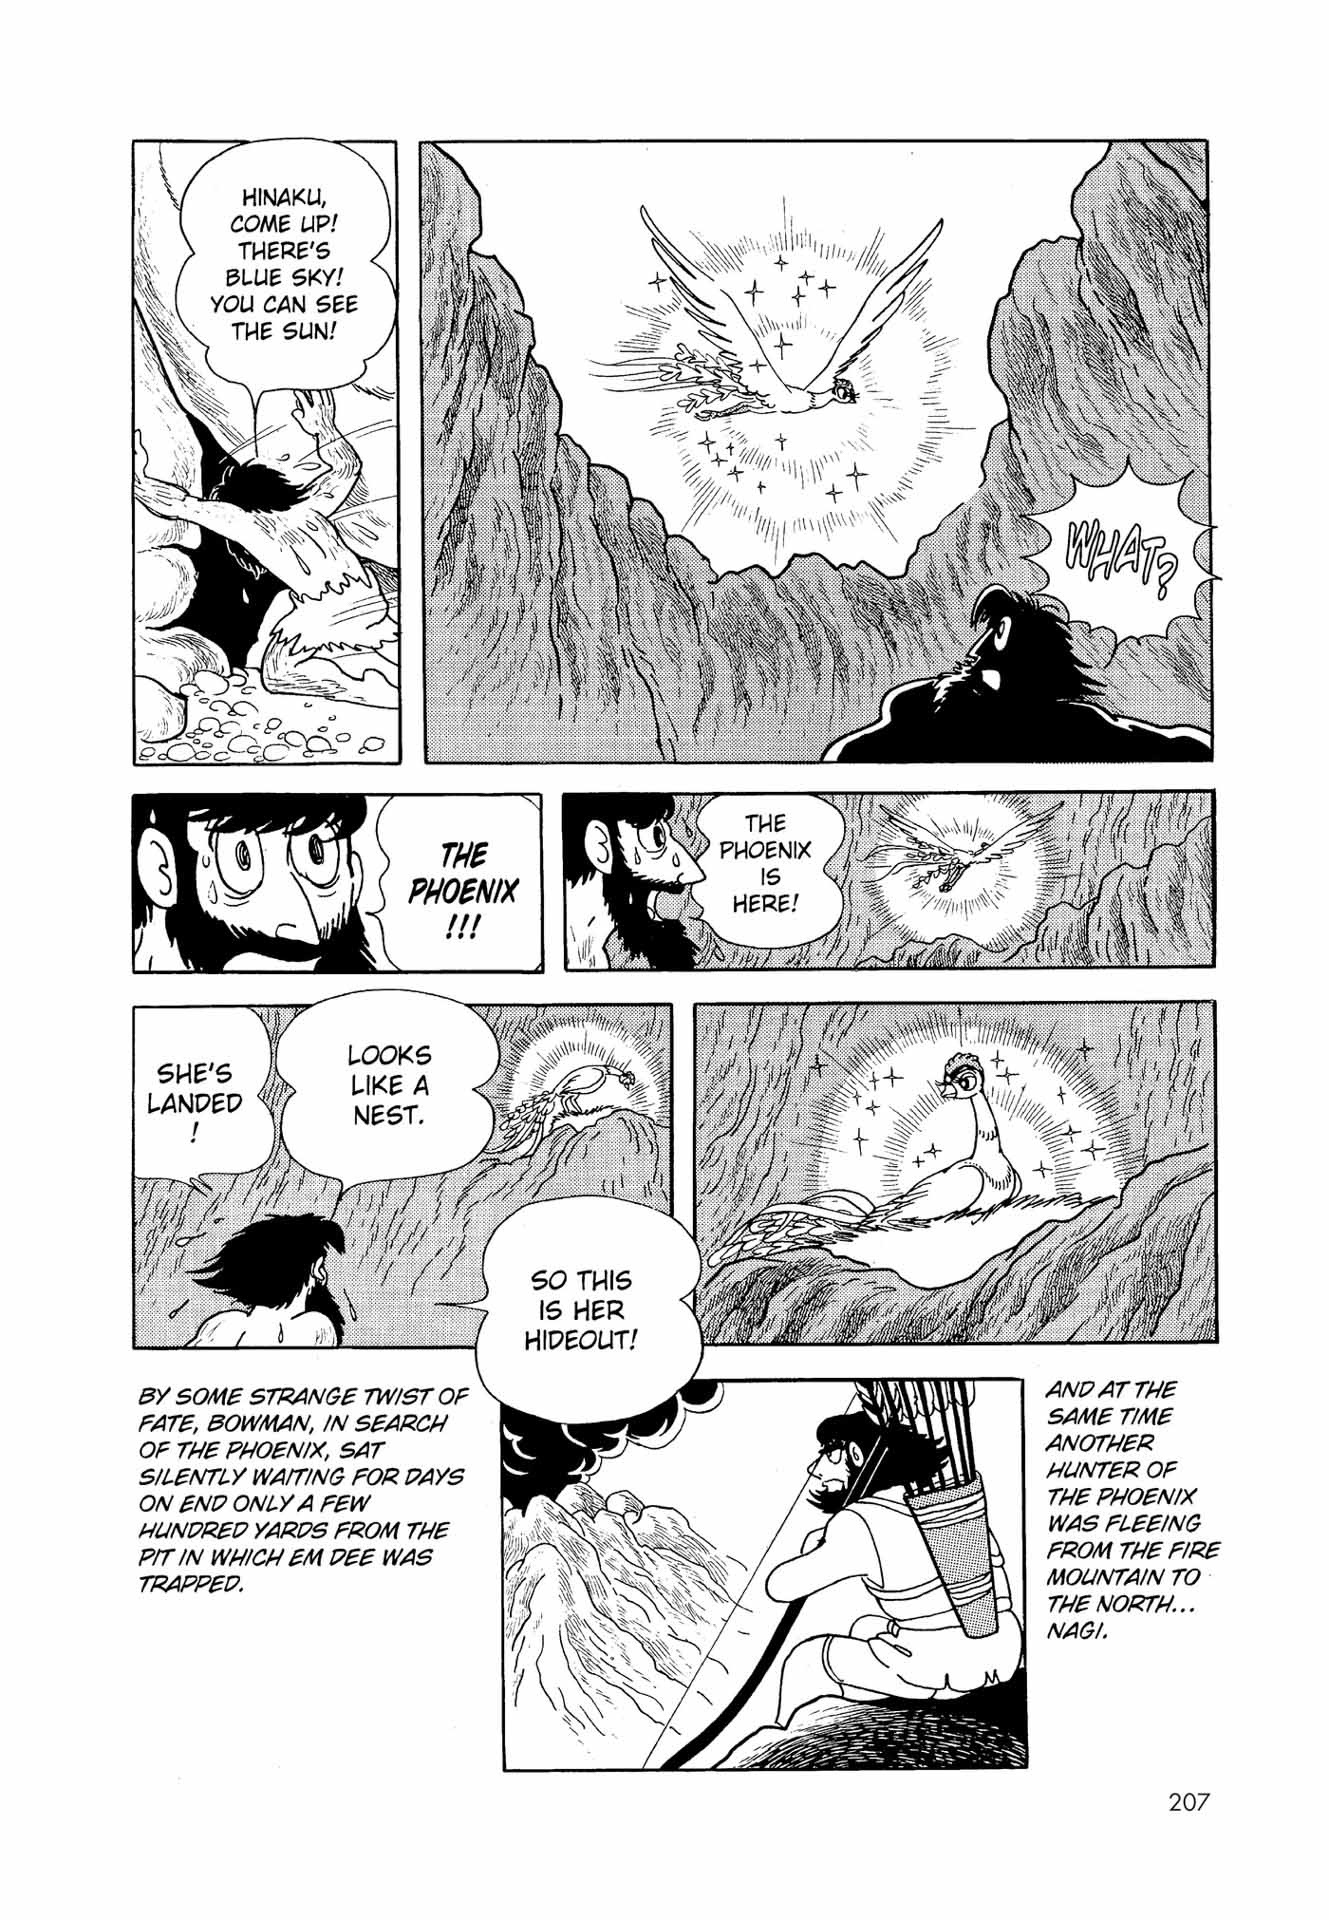 HINAKU,
COME UP!
THERE'S
BLUE SKY!
YOU CAN SEE
THE SUN!
WHAT?
THE
PHOENIX
!!!
THE
PHOENIX
IS
HERE!
SHE'S
LANDED
!
LOOKS
LIKE A
NEST.
SO THIS
IS HER
HIDEOUT!
BY SOME STRANGE TWIST OF
FATE, BOWMAN, IN SEARCH
OF THE PHOENIX, SAT
SILENTLY WAITING FOR DAYS
ON END ONLY A FEW
HUNDRED YARDS FROM THE
PIT IN WHICH EM DEE WAS
TRAPPED.
AND AT THE
SAME TIME
ANOTHER
HUNTER OF
THE PHOENIX
WAS FLEEING
FROM THE FIRE
MOUNTAIN TO
THE NORTH...
NAGI.
207